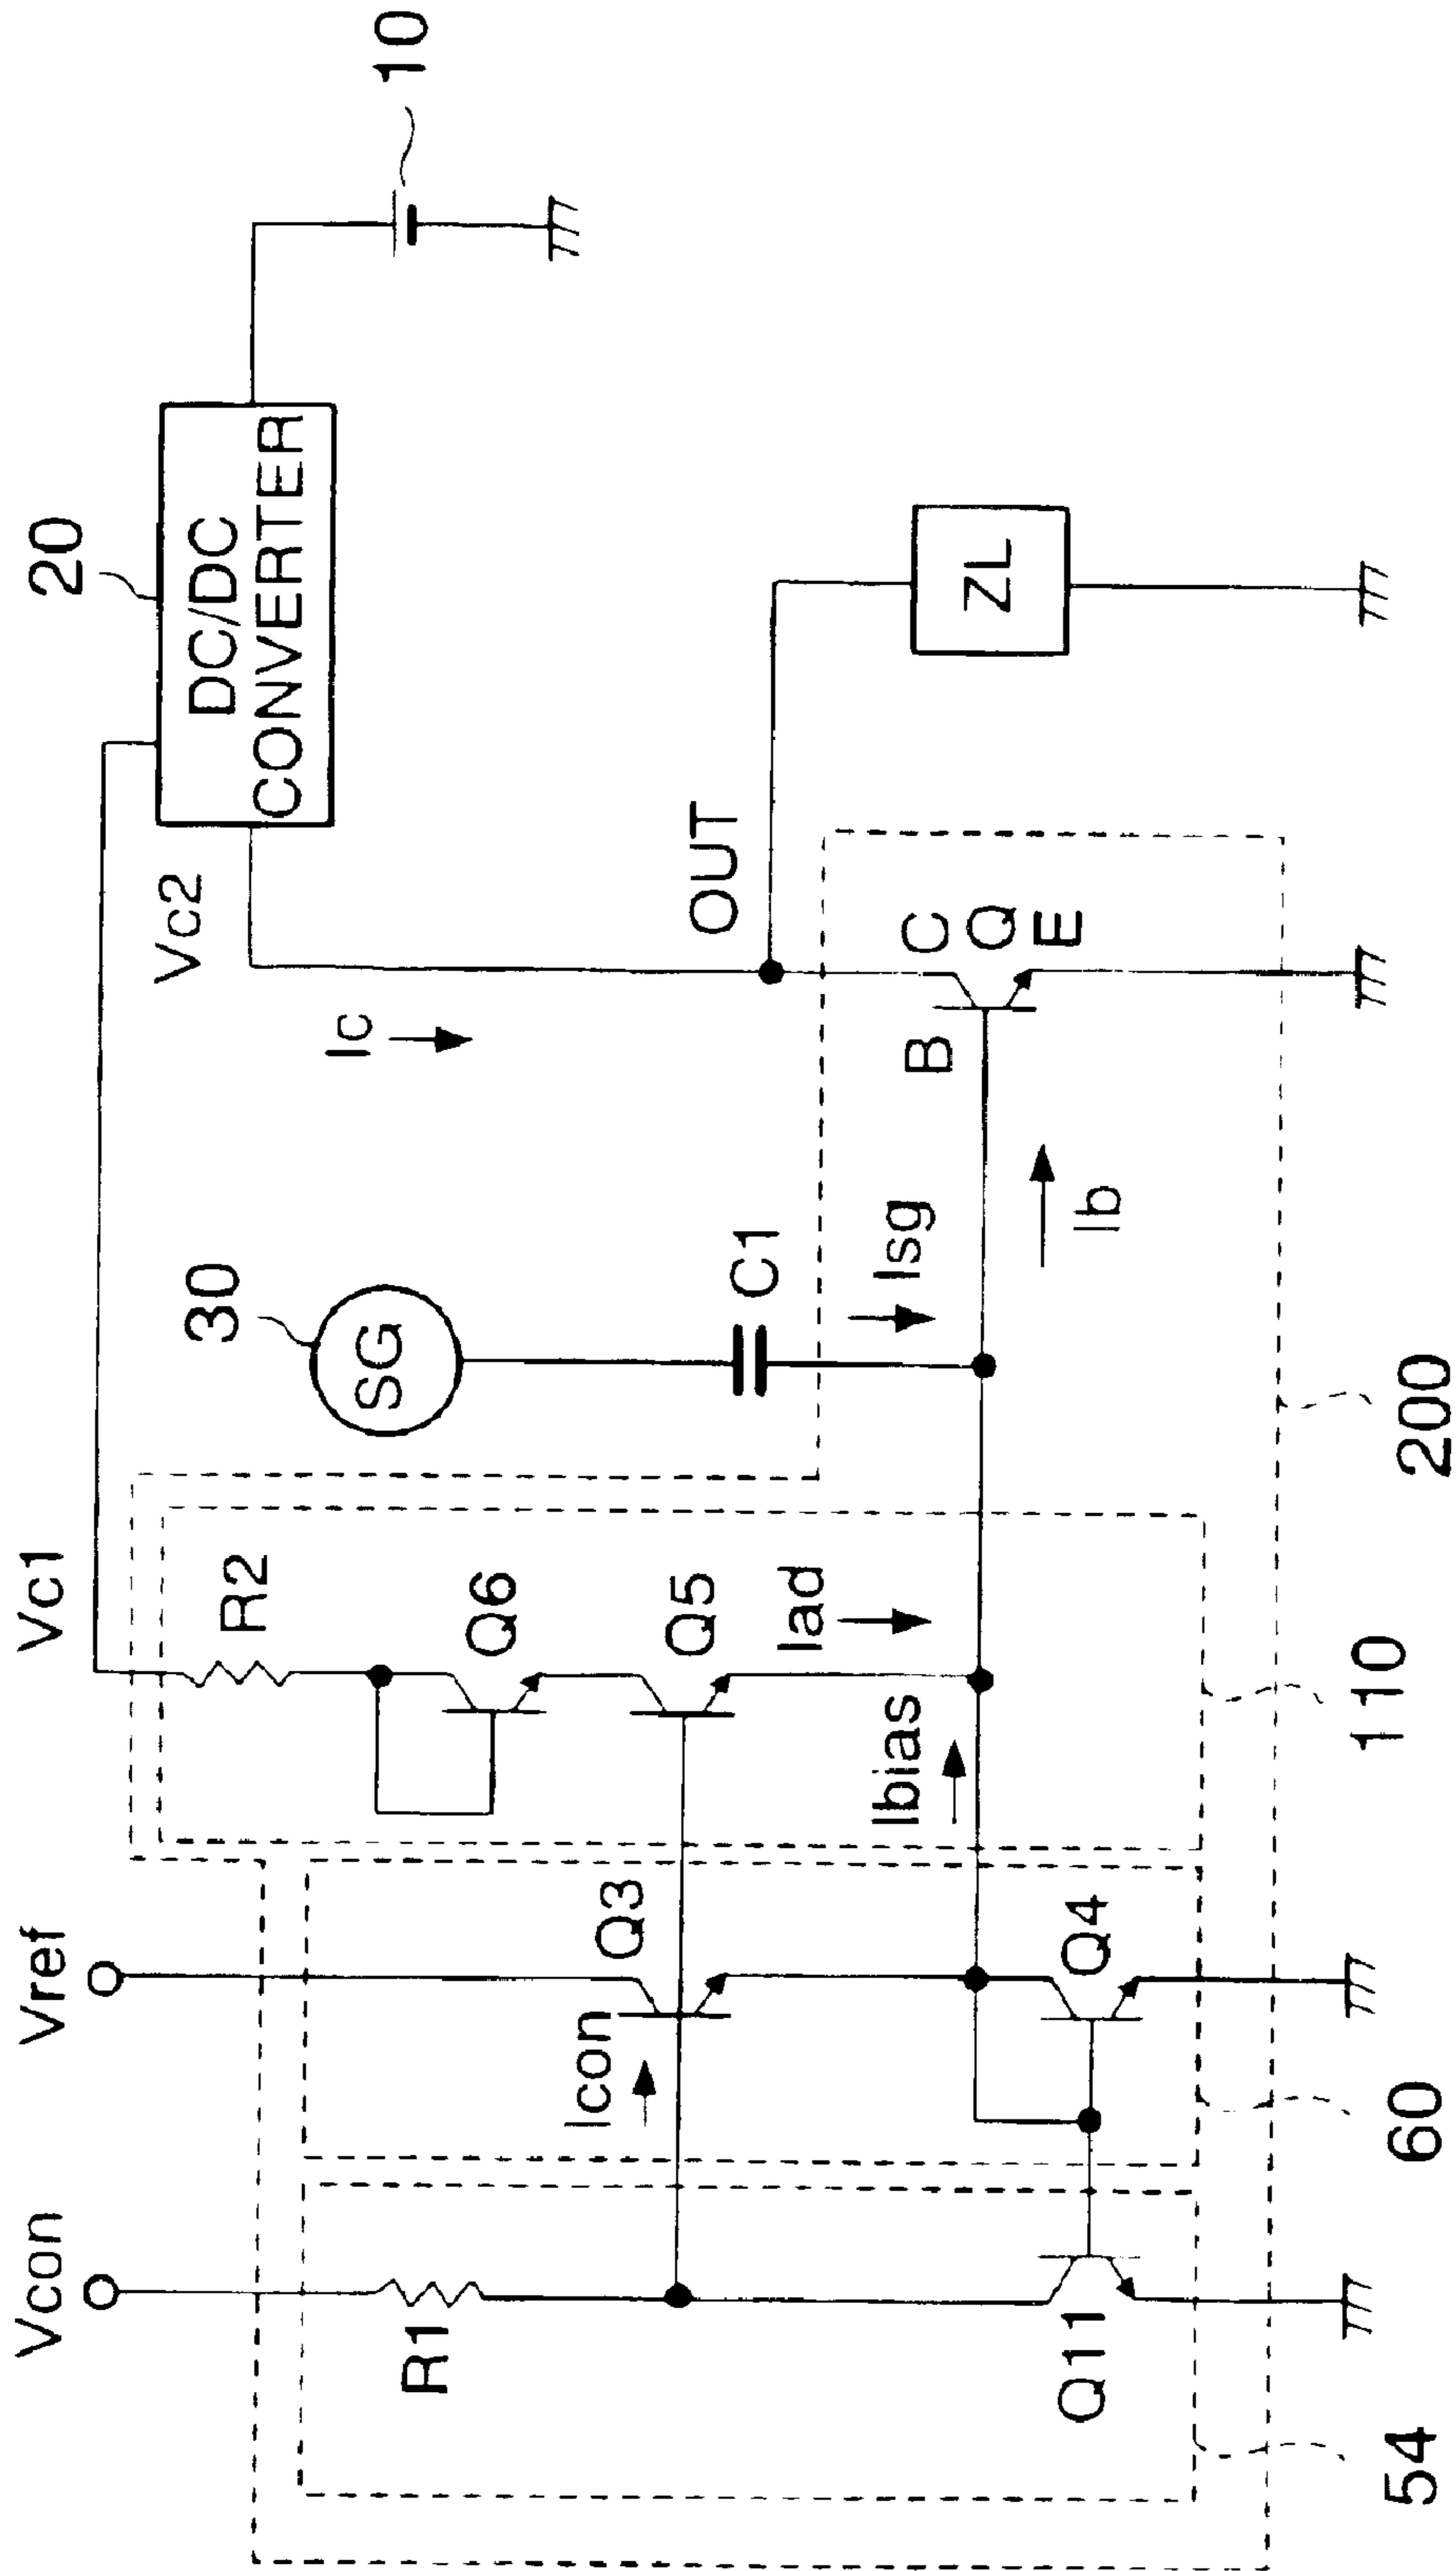 Vcon
Vref
Vc1
20
10
Vc2
DC/DC
CONVERTER
R2
30
SG
Ic
Q6
C1
OUT
R1
Icon
Q3
Q5
Iad
Isg
Ibias
B
C
Q
E
ZL
Ib
Q11
Q4
54
60
110
200